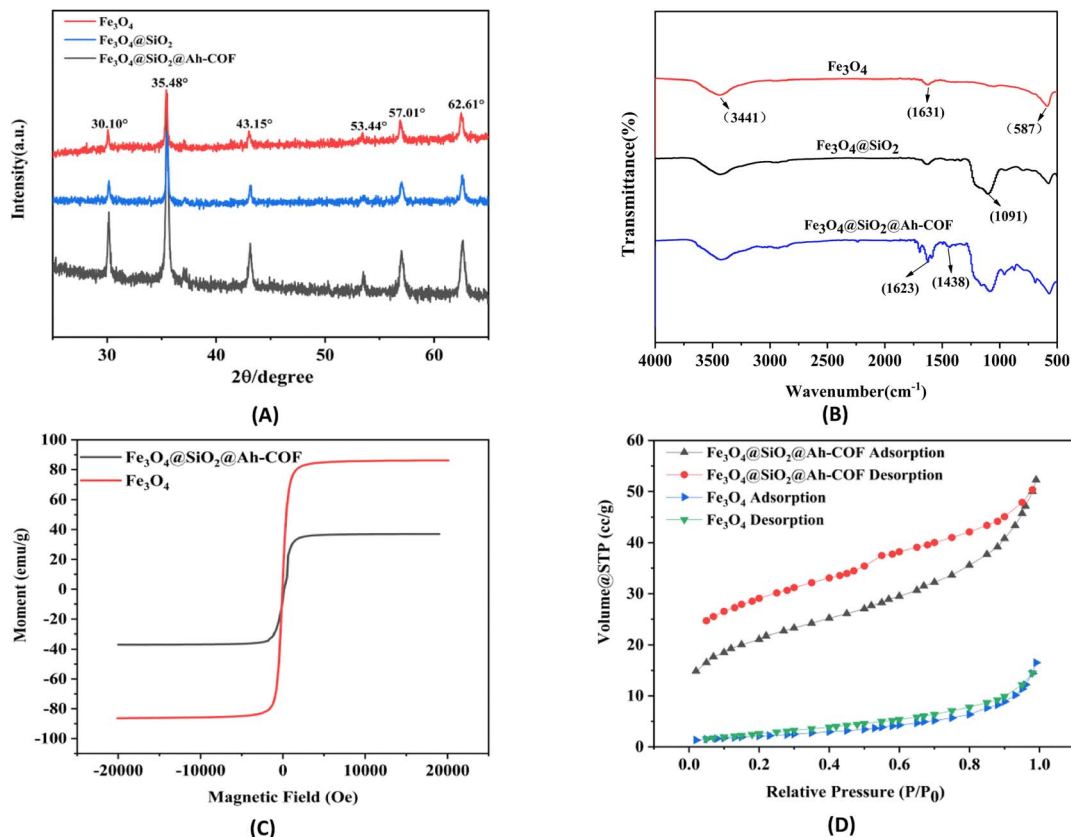 Fe₃O₄
Fe₃O₄@SiO₂
Fe₃O₄@SiO₂@Ah-COF
30.10°
35.48°
43.15°
53.44°
57.01°
62.61°
Intensity(a.u.)
30
40
50
60
2θ/degree
(A)
Fe₃O₄
(3441)
(1631)
(587)
Fe₃O₄@SiO₂
(1091)
Fe₃O₄@SiO₂@Ah-COF
(1623)
(1438)
Transmittance(%)
4000
3500
3000
2500
2000
1500
1000
500
Wavenumber(cm⁻¹)
(B)
Fe₃O₄@SiO₂@Ah-COF
Fe₃O₄
100
80
60
40
20
0
-20
-40
-60
-80
-100
Moment (emu/g)
-20000
-10000
0
10000
20000
Magnetic Field (Oe)
(C)
Fe₃O₄@SiO₂@Ah-COF Adsorption
Fe₃O₄@SiO₂@Ah-COF Desorption
Fe₃O₄ Adsorption
Fe₃O₄ Desorption
60
50
40
30
20
10
0
Volume@STP (cc/g)
0.0
0.2
0.4
0.6
0.8
1.0
Relative Pressure (P/P₀)
(D)